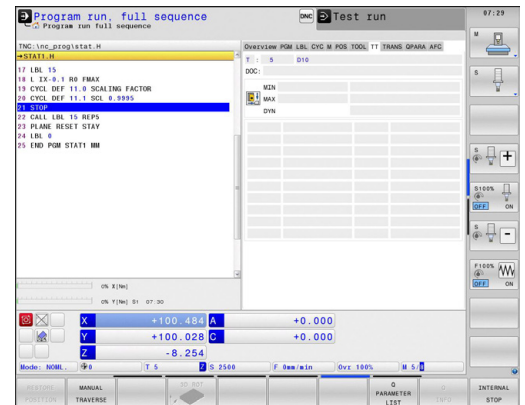 Program run, full sequence
Program run full sequence
DNC
Test run
07:29
TNC:\nc_prog\stat.H
→STAT1.H
17 LBL 15
18 L IX-0.1 R0 FMAX
19 CYCL DEF 11.0 SCALING FACTOR
20 CYCL DEF 11.1 SCL 0.9995
21 STOP
22 CALL LBL 15 REP5
23 PLANE RESET STAY
24 LBL 0
25 END PGM STAT1 MM
Overview PGM LBL CYC M POS TOOL TT TRANS QPARA AFC
T : 5 D10
DOC:
MIN
MAX
DYN
M
S
S
S100%
OFF ON
S
F100%
OFF ON
0% X[Nm]
0% Y[Nm] S1 07:30
X +100.484 A +0.000
Y +100.028 C +0.000
Z -8.254
Mode: NOML. 0 T 5 Z S 2500 F 0mm/min Ovr 100% M 5/8
RESTORE POSITION
MANUAL TRAVERSE
3D ROT
Q PARAMETER LIST
Q INFO
INTERNAL STOP